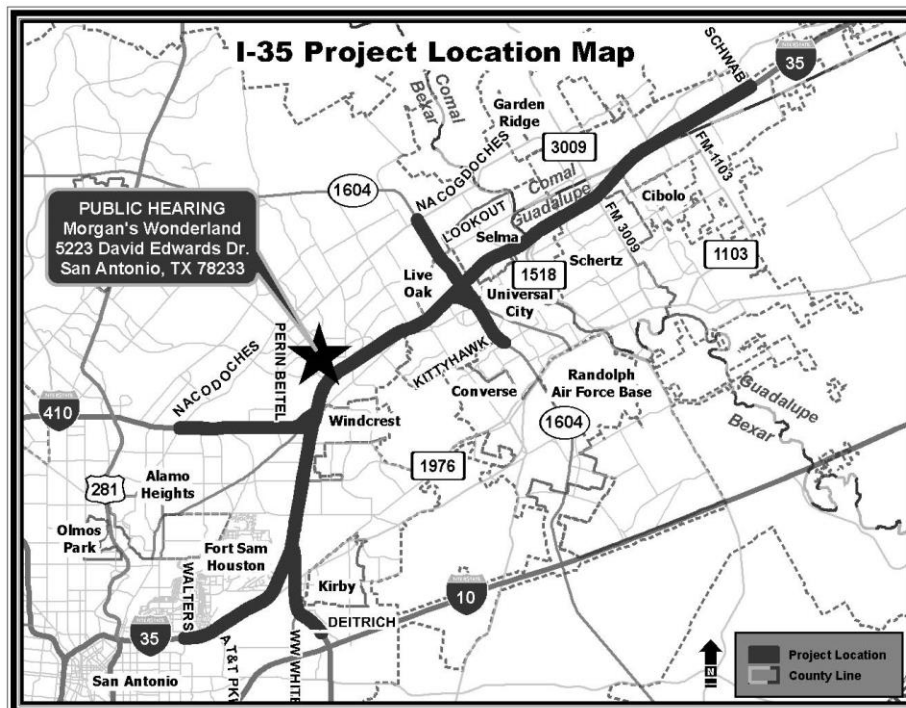 I-35 Project Location Map
SCHWAB
35
Comal
Bexar
Garden
Ridge
3009
NACOGDOCHES
FM 1103
1604
LOOKOUT
Comal
Guadalupe
Cibolo
PUBLIC HEARING
Morgan's Wonderland
5223 David Edwards Dr.
San Antonio, TX 78233
Selma
FM 3009
1518
Schertz
1103
Live
Oak
Universal
City
PERIN BEITEL
KITTYHAWK
NACODOCHES
Converse
Randolph
Air Force Base
Guadalupe
Bexar
410
Windcrest
1604
1976
281
Alamo
Heights
Olmos
Park
Fort Sam
Houston
WALTERS
Kirby
10
DEITRICH
35
AT&T PK
WW WHITE
San Antonio
N
Project Location
County Line